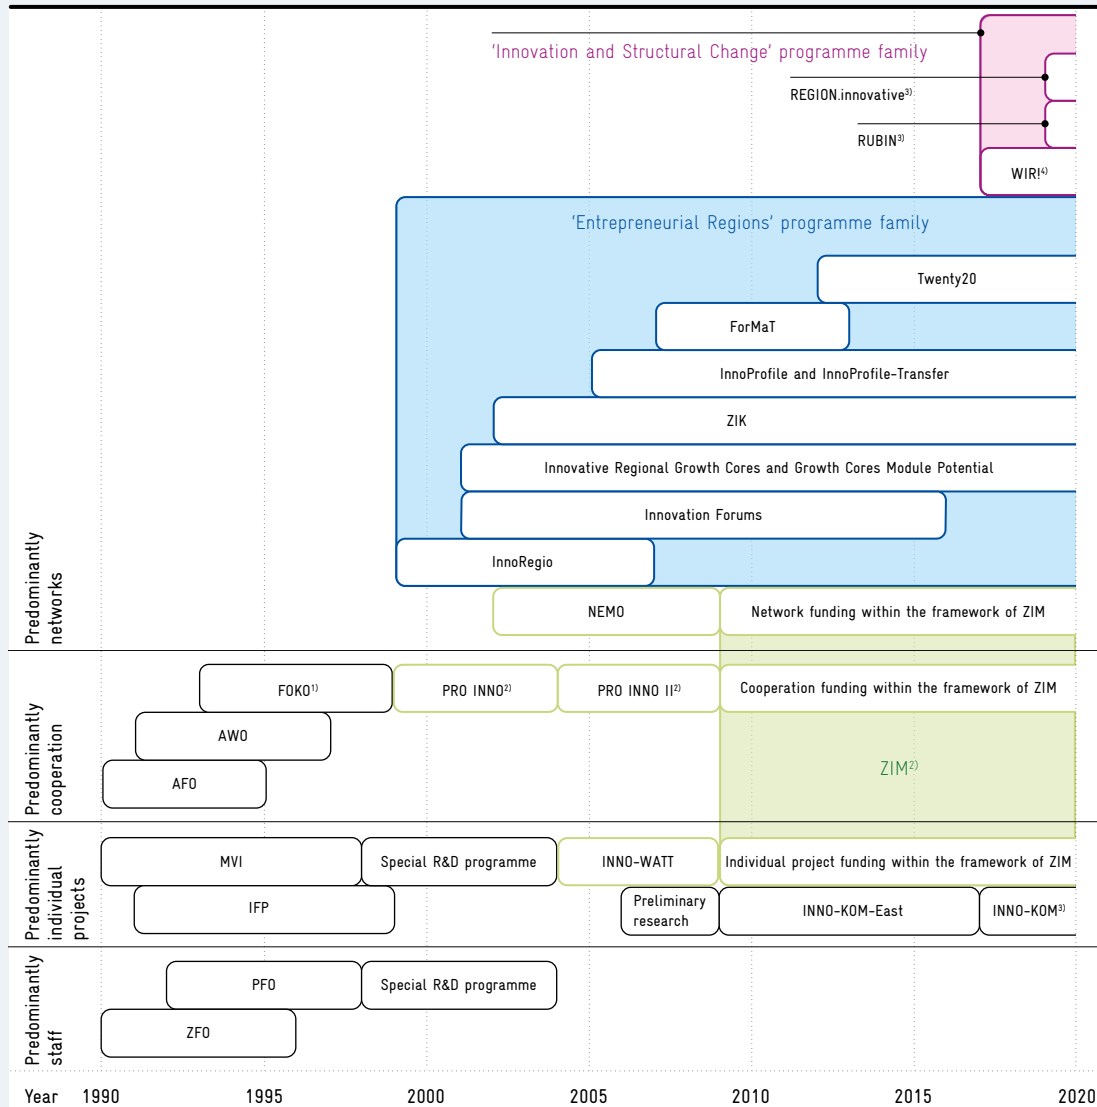 'Innovation and Structural Change' programme family
REGION.innovative3)
RUBIN3)
WIR!4)
'Entrepreneurial Regions' programme family
Twenty20
ForMaT
InnoProfile and InnoProfile-Transfer
ZIK
Innovative Regional Growth Cores and Growth Cores Module Potential
Innovation Forums
InnoRegio
Predominantly
networks
NEMO
Network funding within the framework of ZIM
Predominantly
cooperation
FOKO1)
PRO INNO2)
PRO INNO II2)
Cooperation funding within the framework of ZIM
AWO
AFO
ZIM2)
Predominantly
individual
projects
MVI
Special R&D programme
INNO-WATT
Individual project funding within the framework of ZIM
IFP
Preliminary
research
INNO-KOM-East
INNO-KOM3)
Predominantly
staff
PFO
Special R&D programme
ZFO
Year 1990 1995 2000 2005 2010 2015 2020